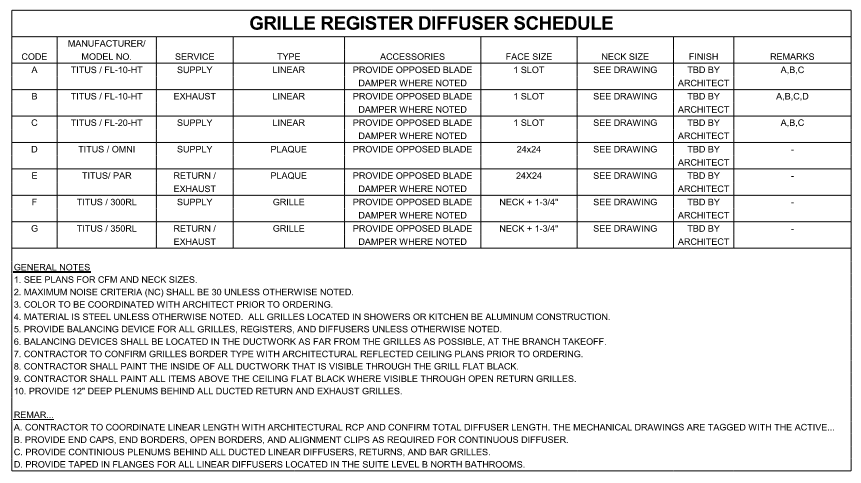 GRILLE REGISTER DIFFUSER SCHEDULE
CODE MANUFACTURER/ MODEL NO. SERVICE TYPE ACCESSORIES FACE SIZE NECK SIZE FINISH REMARKS
A TITUS / FL-10-HT SUPPLY LINEAR PROVIDE OPPOSED BLADE 1 SLOT SEE DRAWING TBD BY A,B,C
DAMPER WHERE NOTED ARCHITECT
B TITUS / FL-10-HT EXHAUST LINEAR PROVIDE OPPOSED BLADE 1 SLOT SEE DRAWING TBD BY A,B,C,D
DAMPER WHERE NOTED ARCHITECT
C TITUS / FL-20-HT SUPPLY LINEAR PROVIDE OPPOSED BLADE 1 SLOT SEE DRAWING TBD BY A,B,C
DAMPER WHERE NOTED ARCHITECT
D TITUS / OMNI SUPPLY PLAQUE PROVIDE OPPOSED BLADE 24x24 SEE DRAWING TBD BY -
ARCHITECT
E TITUS/ PAR RETURN / PLAQUE PROVIDE OPPOSED BLADE 24X24 SEE DRAWING TBD BY -
EXHAUST DAMPER WHERE NOTED ARCHITECT
F TITUS / 300RL SUPPLY GRILLE PROVIDE OPPOSED BLADE NECK + 1-3/4" SEE DRAWING TBD BY -
DAMPER WHERE NOTED ARCHITECT
G TITUS / 350RL RETURN / GRILLE PROVIDE OPPOSED BLADE NECK + 1-3/4" SEE DRAWING TBD BY -
EXHAUST DAMPER WHERE NOTED ARCHITECT
GENERAL NOTES
1. SEE PLANS FOR CFM AND NECK SIZES.
2. MAXIMUM NOISE CRITERIA (NC) SHALL BE 30 UNLESS OTHERWISE NOTED.
3. COLOR TO BE COORDINATED WITH ARCHITECT PRIOR TO ORDERING.
4. MATERIAL IS STEEL UNLESS OTHERWISE NOTED. ALL GRILLES LOCATED IN SHOWERS OR KITCHEN BE ALUMINUM CONSTRUCTION.
5. PROVIDE BALANCING DEVICE FOR ALL GRILLES, REGISTERS, AND DIFFUSERS UNLESS OTHERWISE NOTED.
6. BALANCING DEVICES SHALL BE LOCATED IN THE DUCTWORK AS FAR FROM THE GRILLES AS POSSIBLE, AT THE BRANCH TAKEOFF.
7. CONTRACTOR TO CONFIRM GRILLES BORDER TYPE WITH ARCHITECTURAL REFLECTED CEILING PLANS PRIOR TO ORDERING.
8. CONTRACTOR SHALL PAINT THE INSIDE OF ALL DUCTWORK THAT IS VISIBLE THROUGH THE GRILL FLAT BLACK.
9. CONTRACTOR SHALL PAINT ALL ITEMS ABOVE THE CEILING FLAT BLACK WHERE VISIBLE THROUGH OPEN RETURN GRILLES.
10. PROVIDE 12" DEEP PLENUMS BEHIND ALL DUCTED RETURN AND EXHAUST GRILLES.
REMAR...
A. CONTRACTOR TO COORDINATE LINEAR LENGTH WITH ARCHITECTURAL RCP AND CONFIRM TOTAL DIFFUSER LENGTH. THE MECHANICAL DRAWINGS ARE TAGGED WITH THE ACTIVE...
B. PROVIDE END CAPS, END BORDERS, OPEN BORDERS, AND ALIGNMENT CLIPS AS REQUIRED FOR CONTINUOUS DIFFUSER.
C. PROVIDE CONTINIOUS PLENUMS BEHIND ALL DUCTED LINEAR DIFFUSERS, RETURNS, AND BAR GRILLES.
D. PROVIDE TAPED IN FLANGES FOR ALL LINEAR DIFFUSERS LOCATED IN THE SUITE LEVEL B NORTH BATHROOMS.